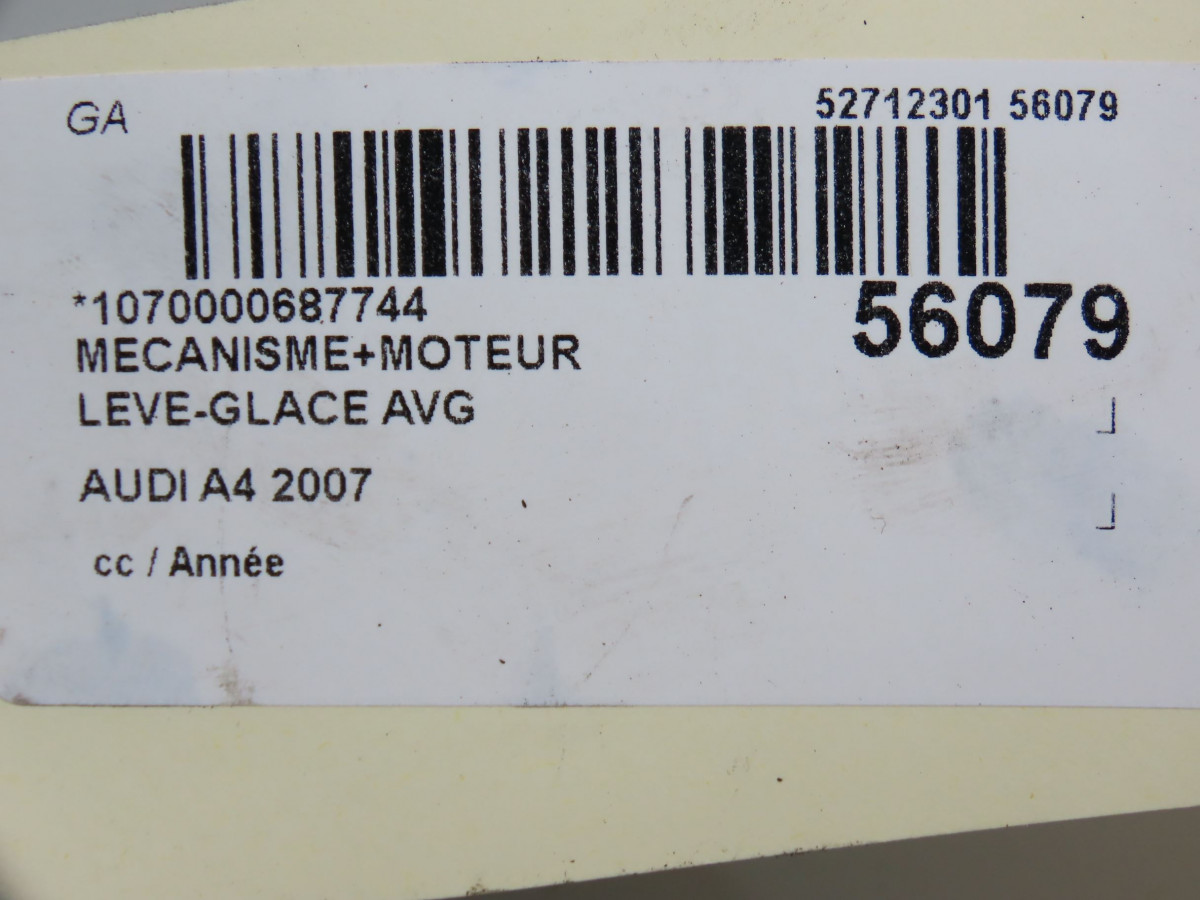 GA
52712301 56079
*1070000687744
56079
MECANISME+MOTEUR
LEVE-GLACE AVG
AUDI A4 2007
cc / Année